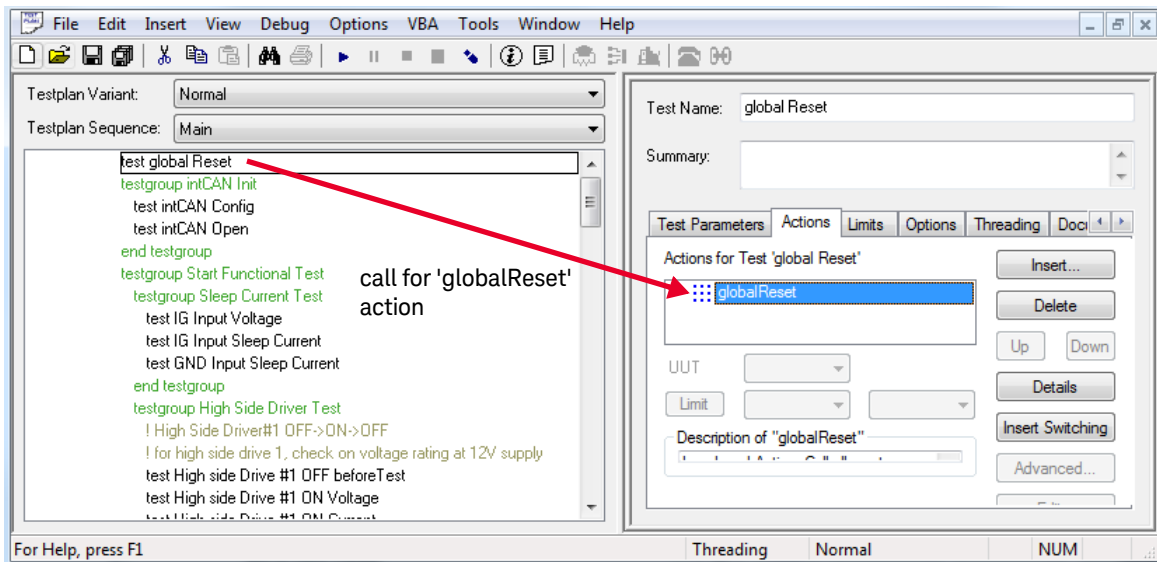 File Edit Insert View Debug Options VBA Tools Window Help
Testplan Variant: Normal
Testplan Sequence: Main
test global Reset
testgroup intCAN Init
test intCAN Config
test intCAN Open
end testgroup
testgroup Start Functional Test
testgroup Sleep Current Test
test IG Input Voltage
test IG Input Sleep Current
test GND Input Sleep Current
end testgroup
testgroup High Side Driver Test
! High Side Driver#1 OFF->ON->OFF
! for high side drive 1, check on voltage rating at 12V supply
test High side Drive #1 OFF beforeTest
test High side Drive #1 ON Voltage
call for 'globalReset'
action
Test Name: global Reset
Summary:
Test Parameters Actions Limits Options Threading
Actions for Test 'global Reset'
globalReset
Insert...
Delete
Up Down
UUT
Details
Limit
Insert Switching
Description of "globalReset"
Advanced...
For Help, press F1
Threading Normal NUM